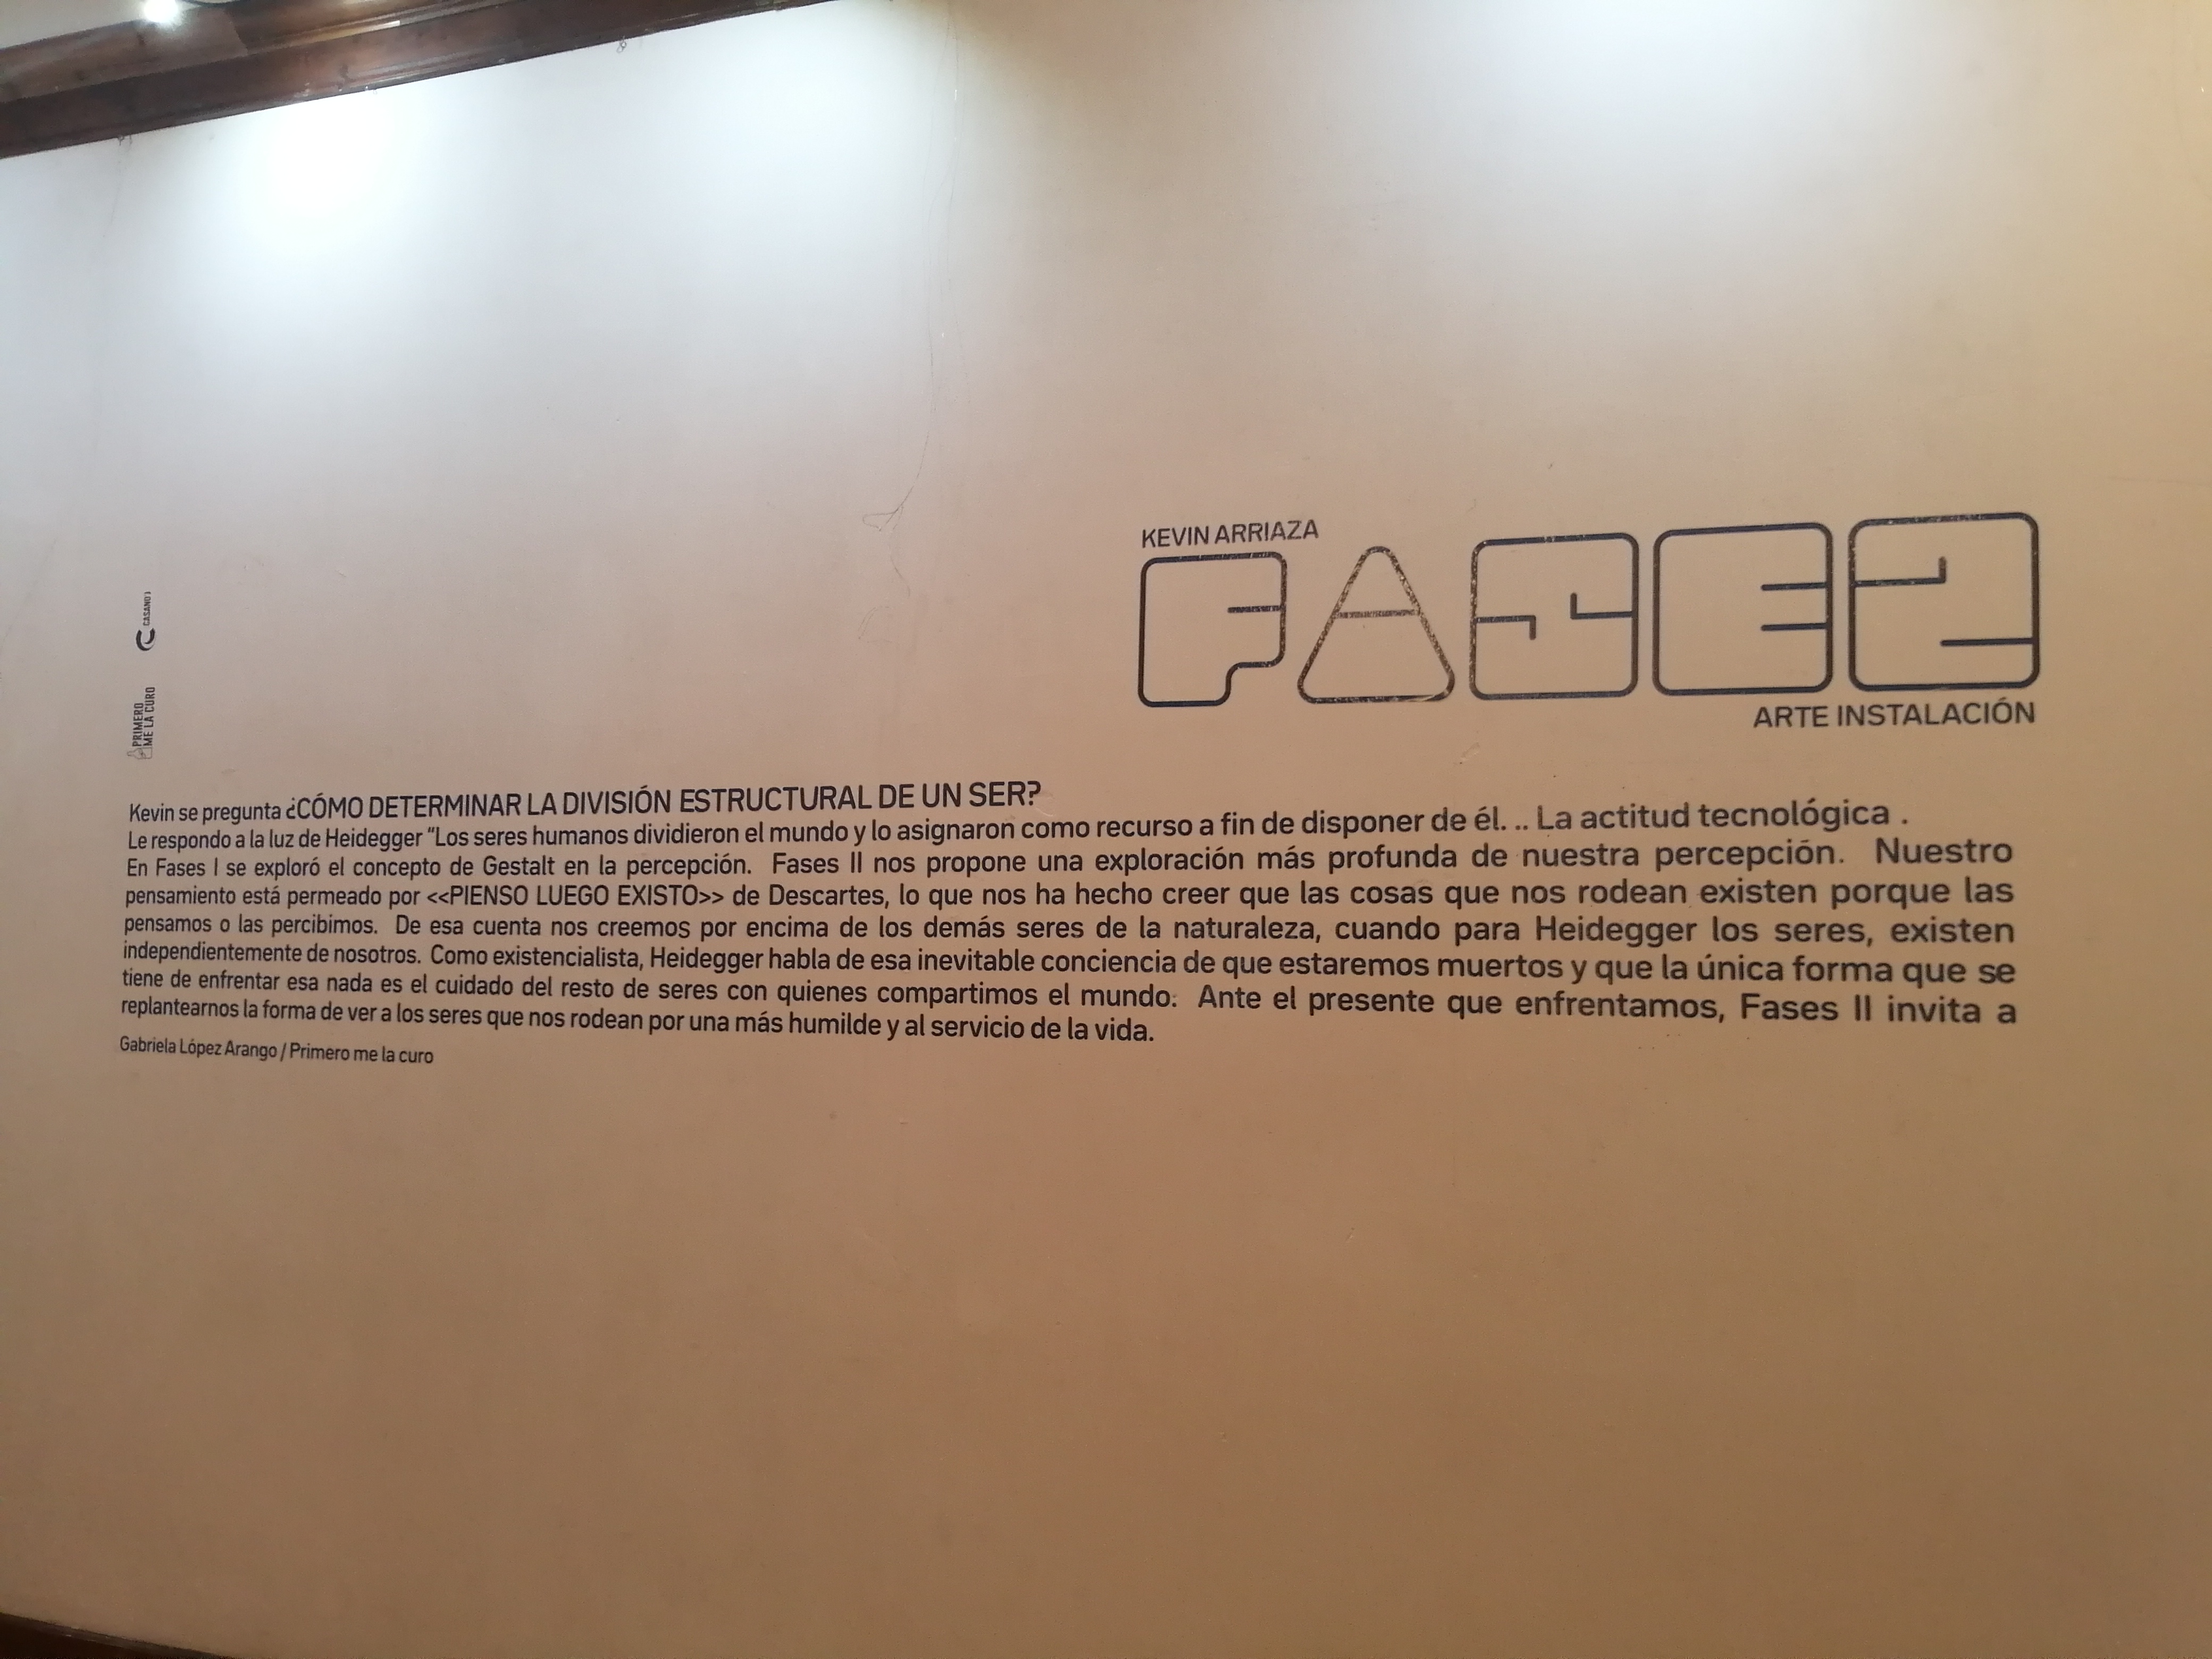 KEVIN ARRIAZA
FASE2
ARTE INSTALACIÓN
PRIMERO
ME LA CURO
Kevin se pregunta ¿CÓMO DETERMINAR LA DIVISIÓN ESTRUCTURAL DE UN SER?
Le respondo a la luz de Heidegger “Los seres humanos dividieron el mundo y lo asignaron como recurso a fin de disponer de él. .. La actitud tecnológica .
En Fases I se exploró el concepto de Gestalt en la percepción. Fases II nos propone una exploración más profunda de nuestra percepción. Nuestro
pensamiento está permeado por <<PIENSO LUEGO EXISTO>> de Descartes, lo que nos ha hecho creer que las cosas que nos rodean existen porque las
pensamos o las percibimos. De esa cuenta nos creemos por encima de los demás seres de la naturaleza, cuando para Heidegger los seres, existen
independientemente de nosotros. Como existencialista, Heidegger habla de esa inevitable conciencia de que estaremos muertos y que la única forma que se
tiene de enfrentar esa nada es el cuidado del resto de seres con quienes compartimos el mundo. Ante el presente que enfrentamos, Fases II invita a
replantearnos la forma de ver a los seres que nos rodean por una más humilde y al servicio de la vida.
Gabriela López Arango / Primero me la curo